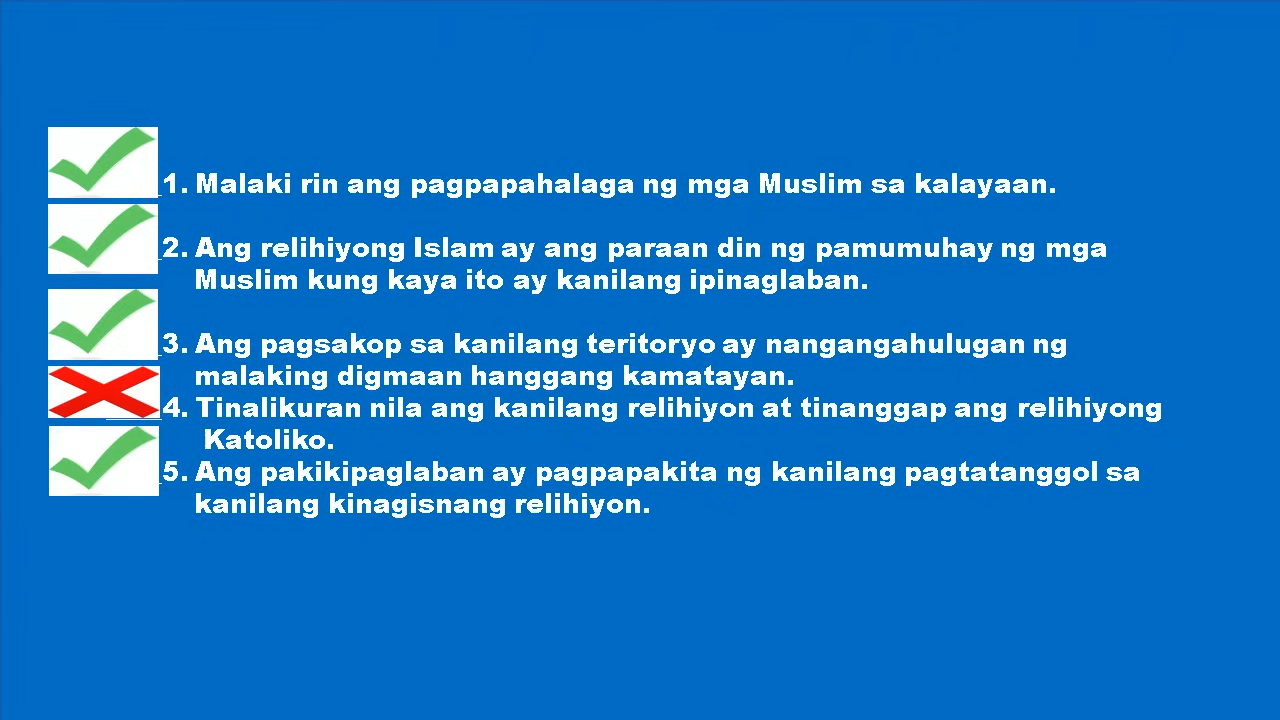 1. Malaki rin ang pagpapahalaga ng mga Muslim sa kalayaan.
2. Ang relihiyong Islam ay ang paraan din ng pamumuhay ng mga
Muslim kung kaya ito ay kanilang ipinaglaban.
3. Ang pagsakop sa kanilang teritoryo ay nangangahulugan ng
malaking digmaan hanggang kamatayan.
4. Tinalikuran nila ang kanilang relihiyon at tinanggap ang relihiyong
Katoliko.
5. Ang pakikipaglaban ay pagpapakita ng kanilang pagtatanggol sa
kanilang kinagisnang relihiyon.